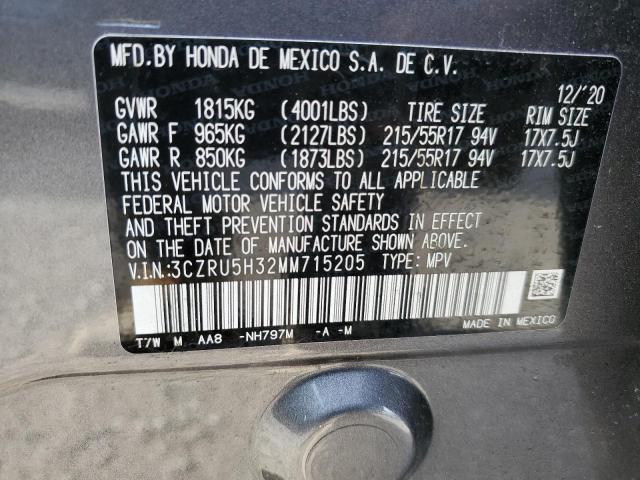 MFD.BY HONDA DE MEXICO S.A. DE C.V.
12/'20
GVWR 1815KG (4001LBS) TIRE SIZE RIM SIZE
GAWR F 965KG (2127LBS) 215/55R17 94V 17X7.5J
GAWR R 850KG (1873LBS) 215/55R17 94V 17X7.5J
THIS VEHICLE CONFORMS TO ALL APPLICABLE
FEDERAL MOTOR VEHICLE SAFETY
AND THEFT PREVENTION STANDARDS IN EFFECT
ON THE DATE OF MANUFACTURE SHOWN ABOVE.
V.IN.:3CZRU5H32MM715205 TYPE: MPV
T/W M AA8 -NH797M -A -M
MADE IN MEXICO